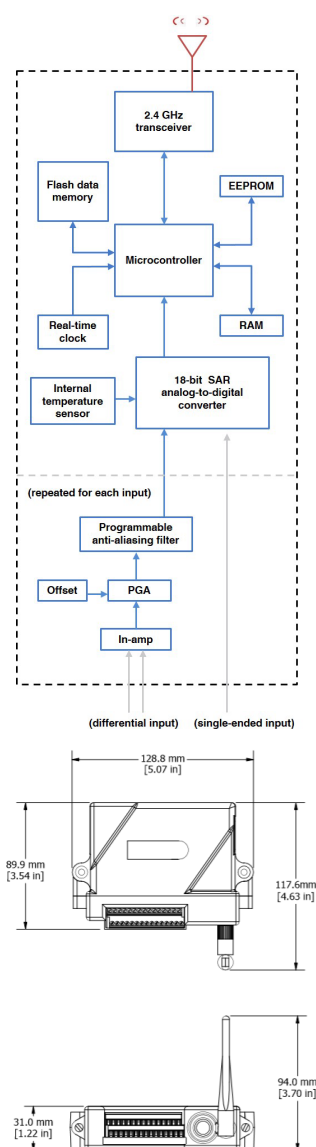 2.4 GHz
transceiver
Flash data
memory
EEPROM
Microcontroller
Real-time
clock
RAM
Internal
temperature
sensor
18-bit SAR
analog-to-digital
converter
(repeated for each input)
Programmable
anti-aliasing filter
Offset
PGA
In-amp
(differential input)
(single-ended input)
128.8 mm
[5.07 in]
89.9 mm
[3.54 in]
117.6mm
[4.63 in]
94.0 mm
[3.70 in]
31.0 mm
[1.22 in]